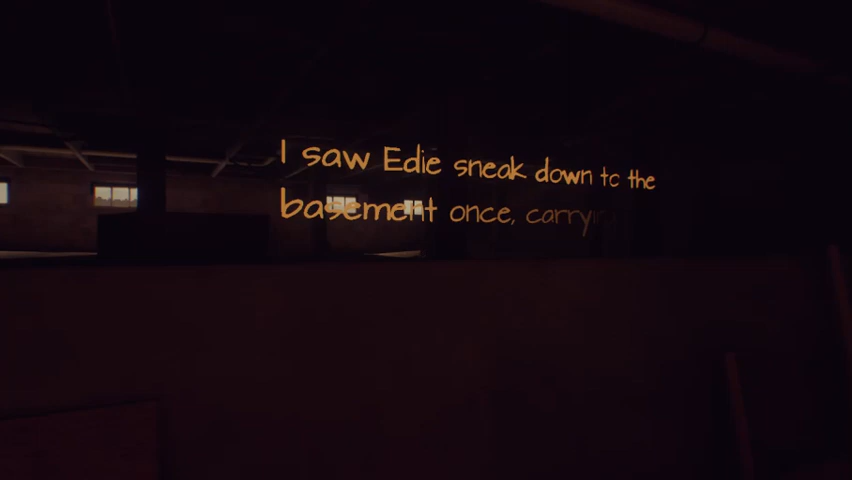 I saw Edie sneak down to the
basement once,